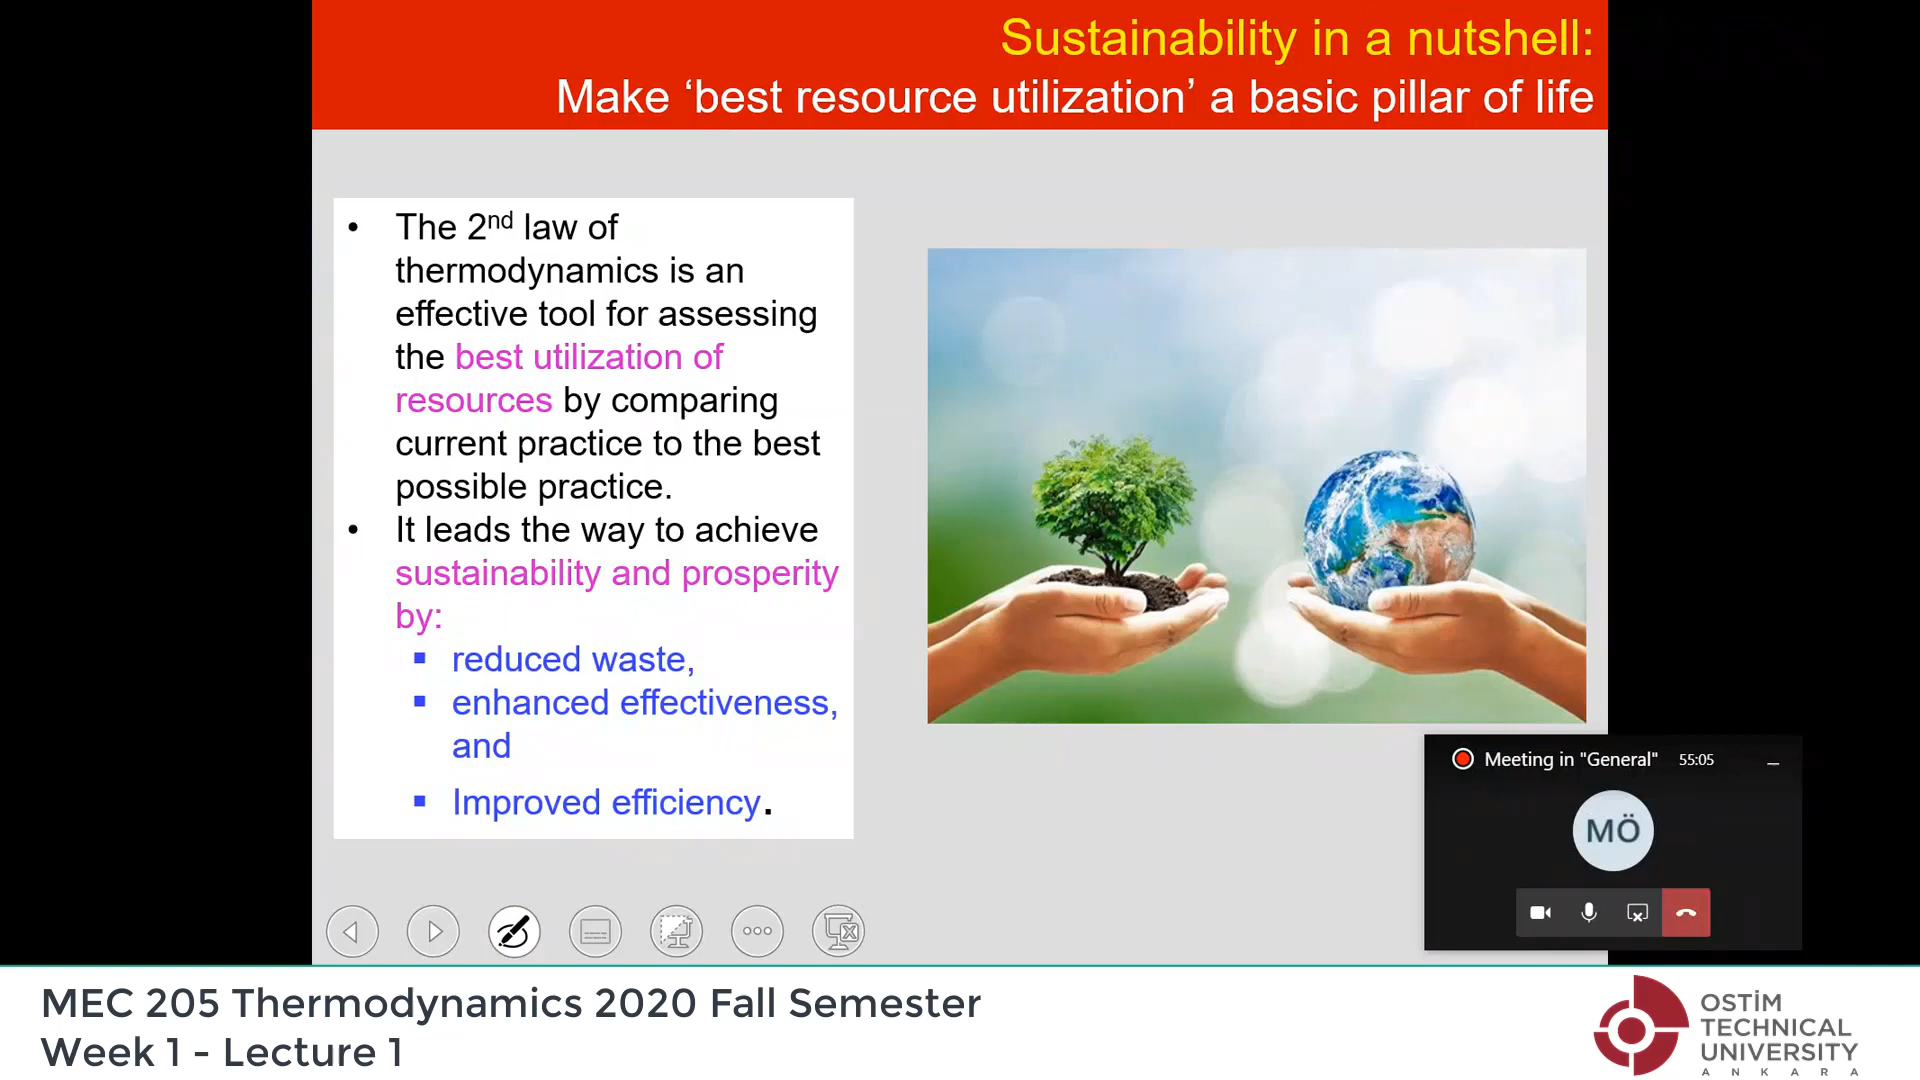 Sustainability in a nutshell:
Make ‘best resource utilization’ a basic pillar of life
• The 2nd law of
thermodynamics is an
effective tool for assessing
the best utilization of
resources by comparing
current practice to the best
possible practice.
• It leads the way to achieve
sustainability and prosperity
by:
▪ reduced waste,
▪ enhanced effectiveness,
and
▪ Improved efficiency.
Meeting in "General" 55:05
MÖ
MEC 205 Thermodynamics 2020 Fall Semester
Week 1 - Lecture 1
OSTİM
TECHNICAL
UNIVERSITY
ANKARA